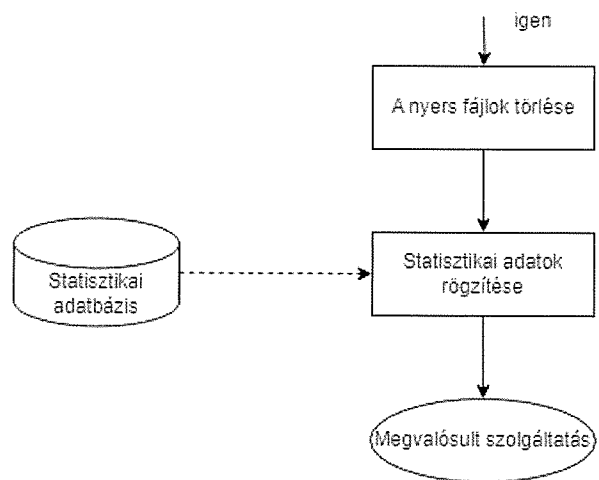 igen
A nyers fájlok törlése
Statisztikai adatok
rögzítése
Statisztikai
adatbázis
Megvalósult szolgáltatás